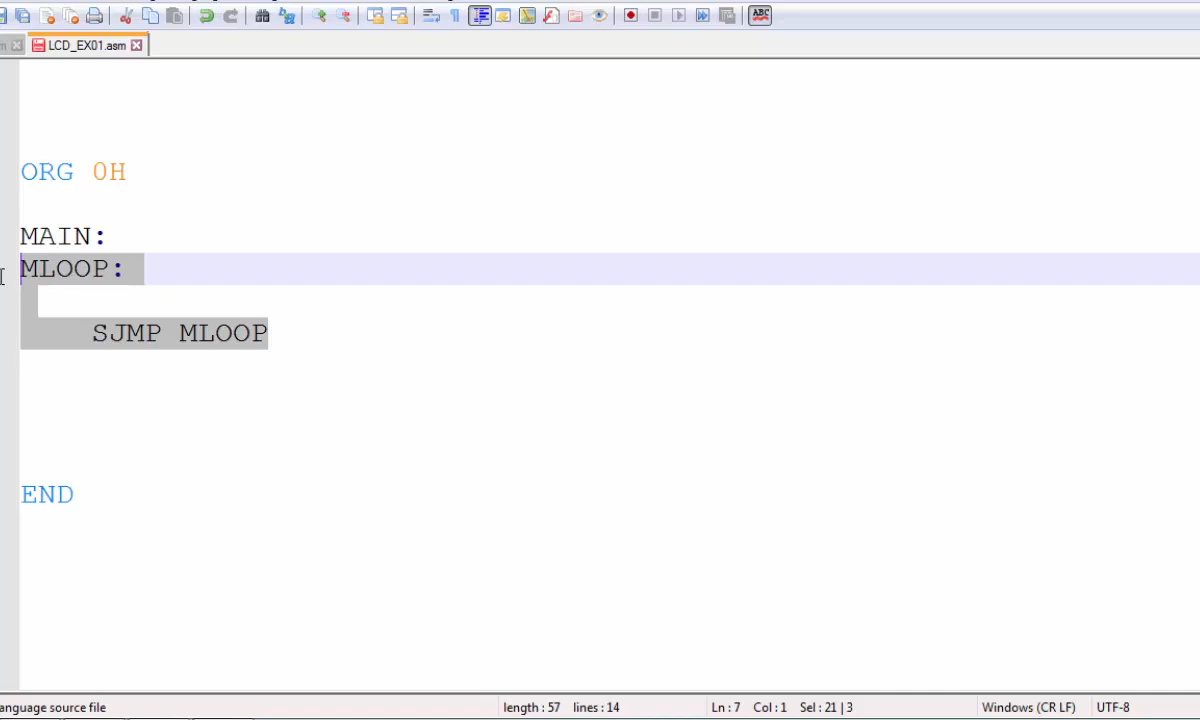 ABC
LCD_EX01.asm
ORG 0H
MAIN:
MLOOP:
SJMP MLOOP
END
anguage source file length : 57 lines : 14 Ln : 7 Col : 1 Sel : 21 | 3 Windows (CR LF) UTF-8